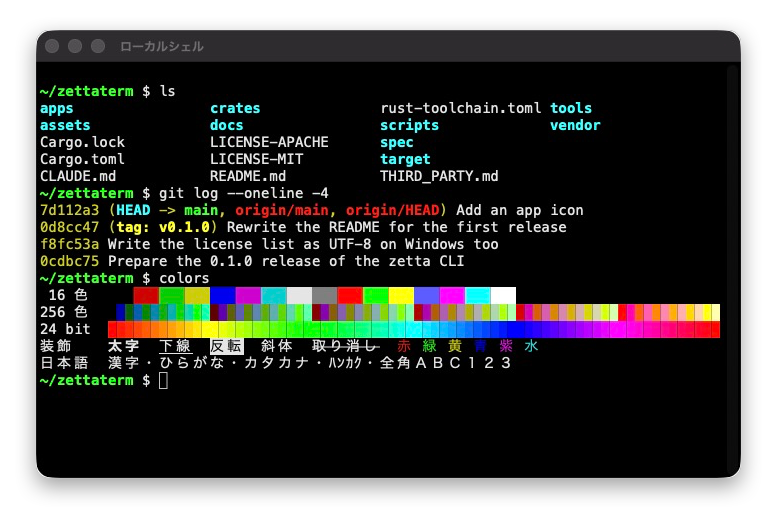 ローカルシェル
~/zettaterm $ ls
apps crates rust-toolchain.toml tools
assets docs scripts vendor
Cargo.lock LICENSE-APACHE spec
Cargo.toml LICENSE-MIT target
CLAUDE.md README.md THIRD_PARTY.md
~/zettaterm $ git log --oneline -4
7d112a3 (HEAD -> main, origin/main, origin/HEAD) Add an app icon
0d8cc47 (tag: v0.1.0) Rewrite the README for the first release
f8fc53a Write the license list as UTF-8 on Windows too
0cdbc75 Prepare the 0.1.0 release of the zetta CLI
~/zettaterm $ colors
16 色
256 色
24 bit
装飾 太字 下線 反転 斜体 取り消し 赤 緑 黄 青 紫 水
日本語 漢字・ひらがな・カタカナ・ﾊﾝｶｸ・全角ＡＢＣ１２３
~/zettaterm $